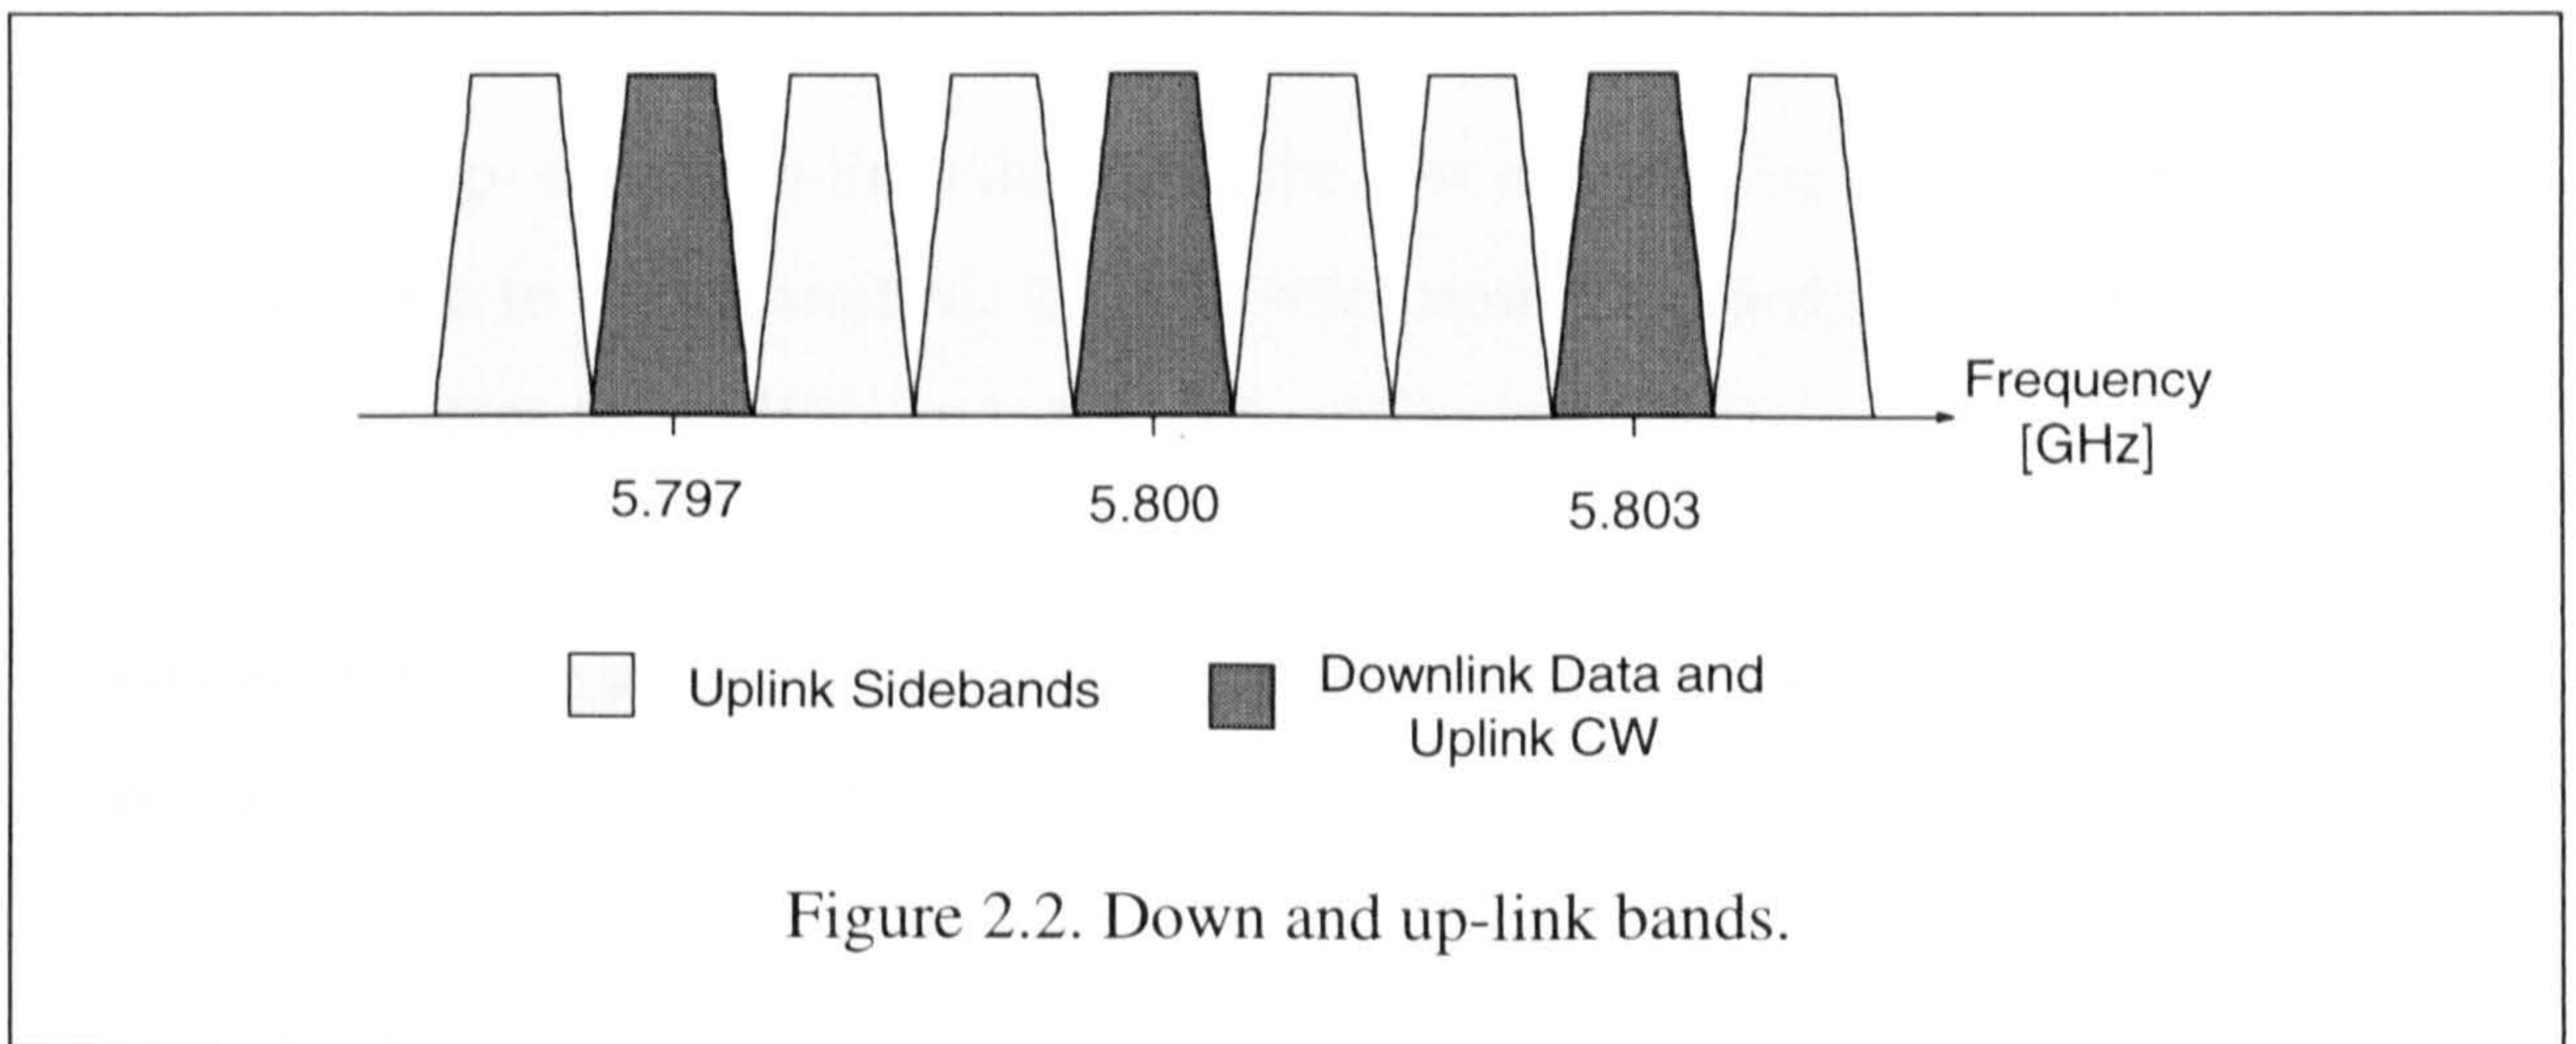 Frequency
[GHz]
5.797
5.800
5.803
Uplink Sidebands
Downlink Data and
Uplink CW
Figure 2.2. Down and up-link bands.